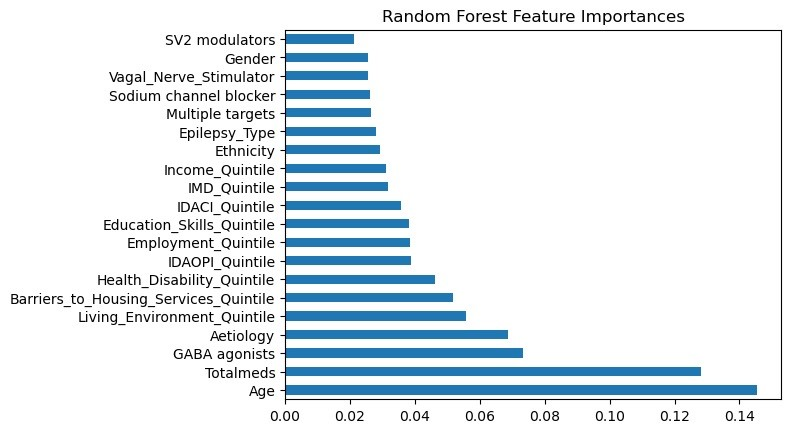 Random Forest Feature Importances
SV2 modulators
Gender
Vagal_Nerve_Stimulator
Sodium channel blocker
Multiple targets
Epilepsy_Type
Ethnicity
Income_Quintile
IMD_Quintile
IDACI_Quintile
Education_Skills_Quintile
Employment_Quintile
IDAOPI_Quintile
Health_Disability_Quintile
Barriers_to_Housing_Services_Quintile
Living_Environment_Quintile
Aetiology
GABA agonists
Totalmeds
Age
0.00 0.02 0.04 0.06 0.08 0.10 0.12 0.14